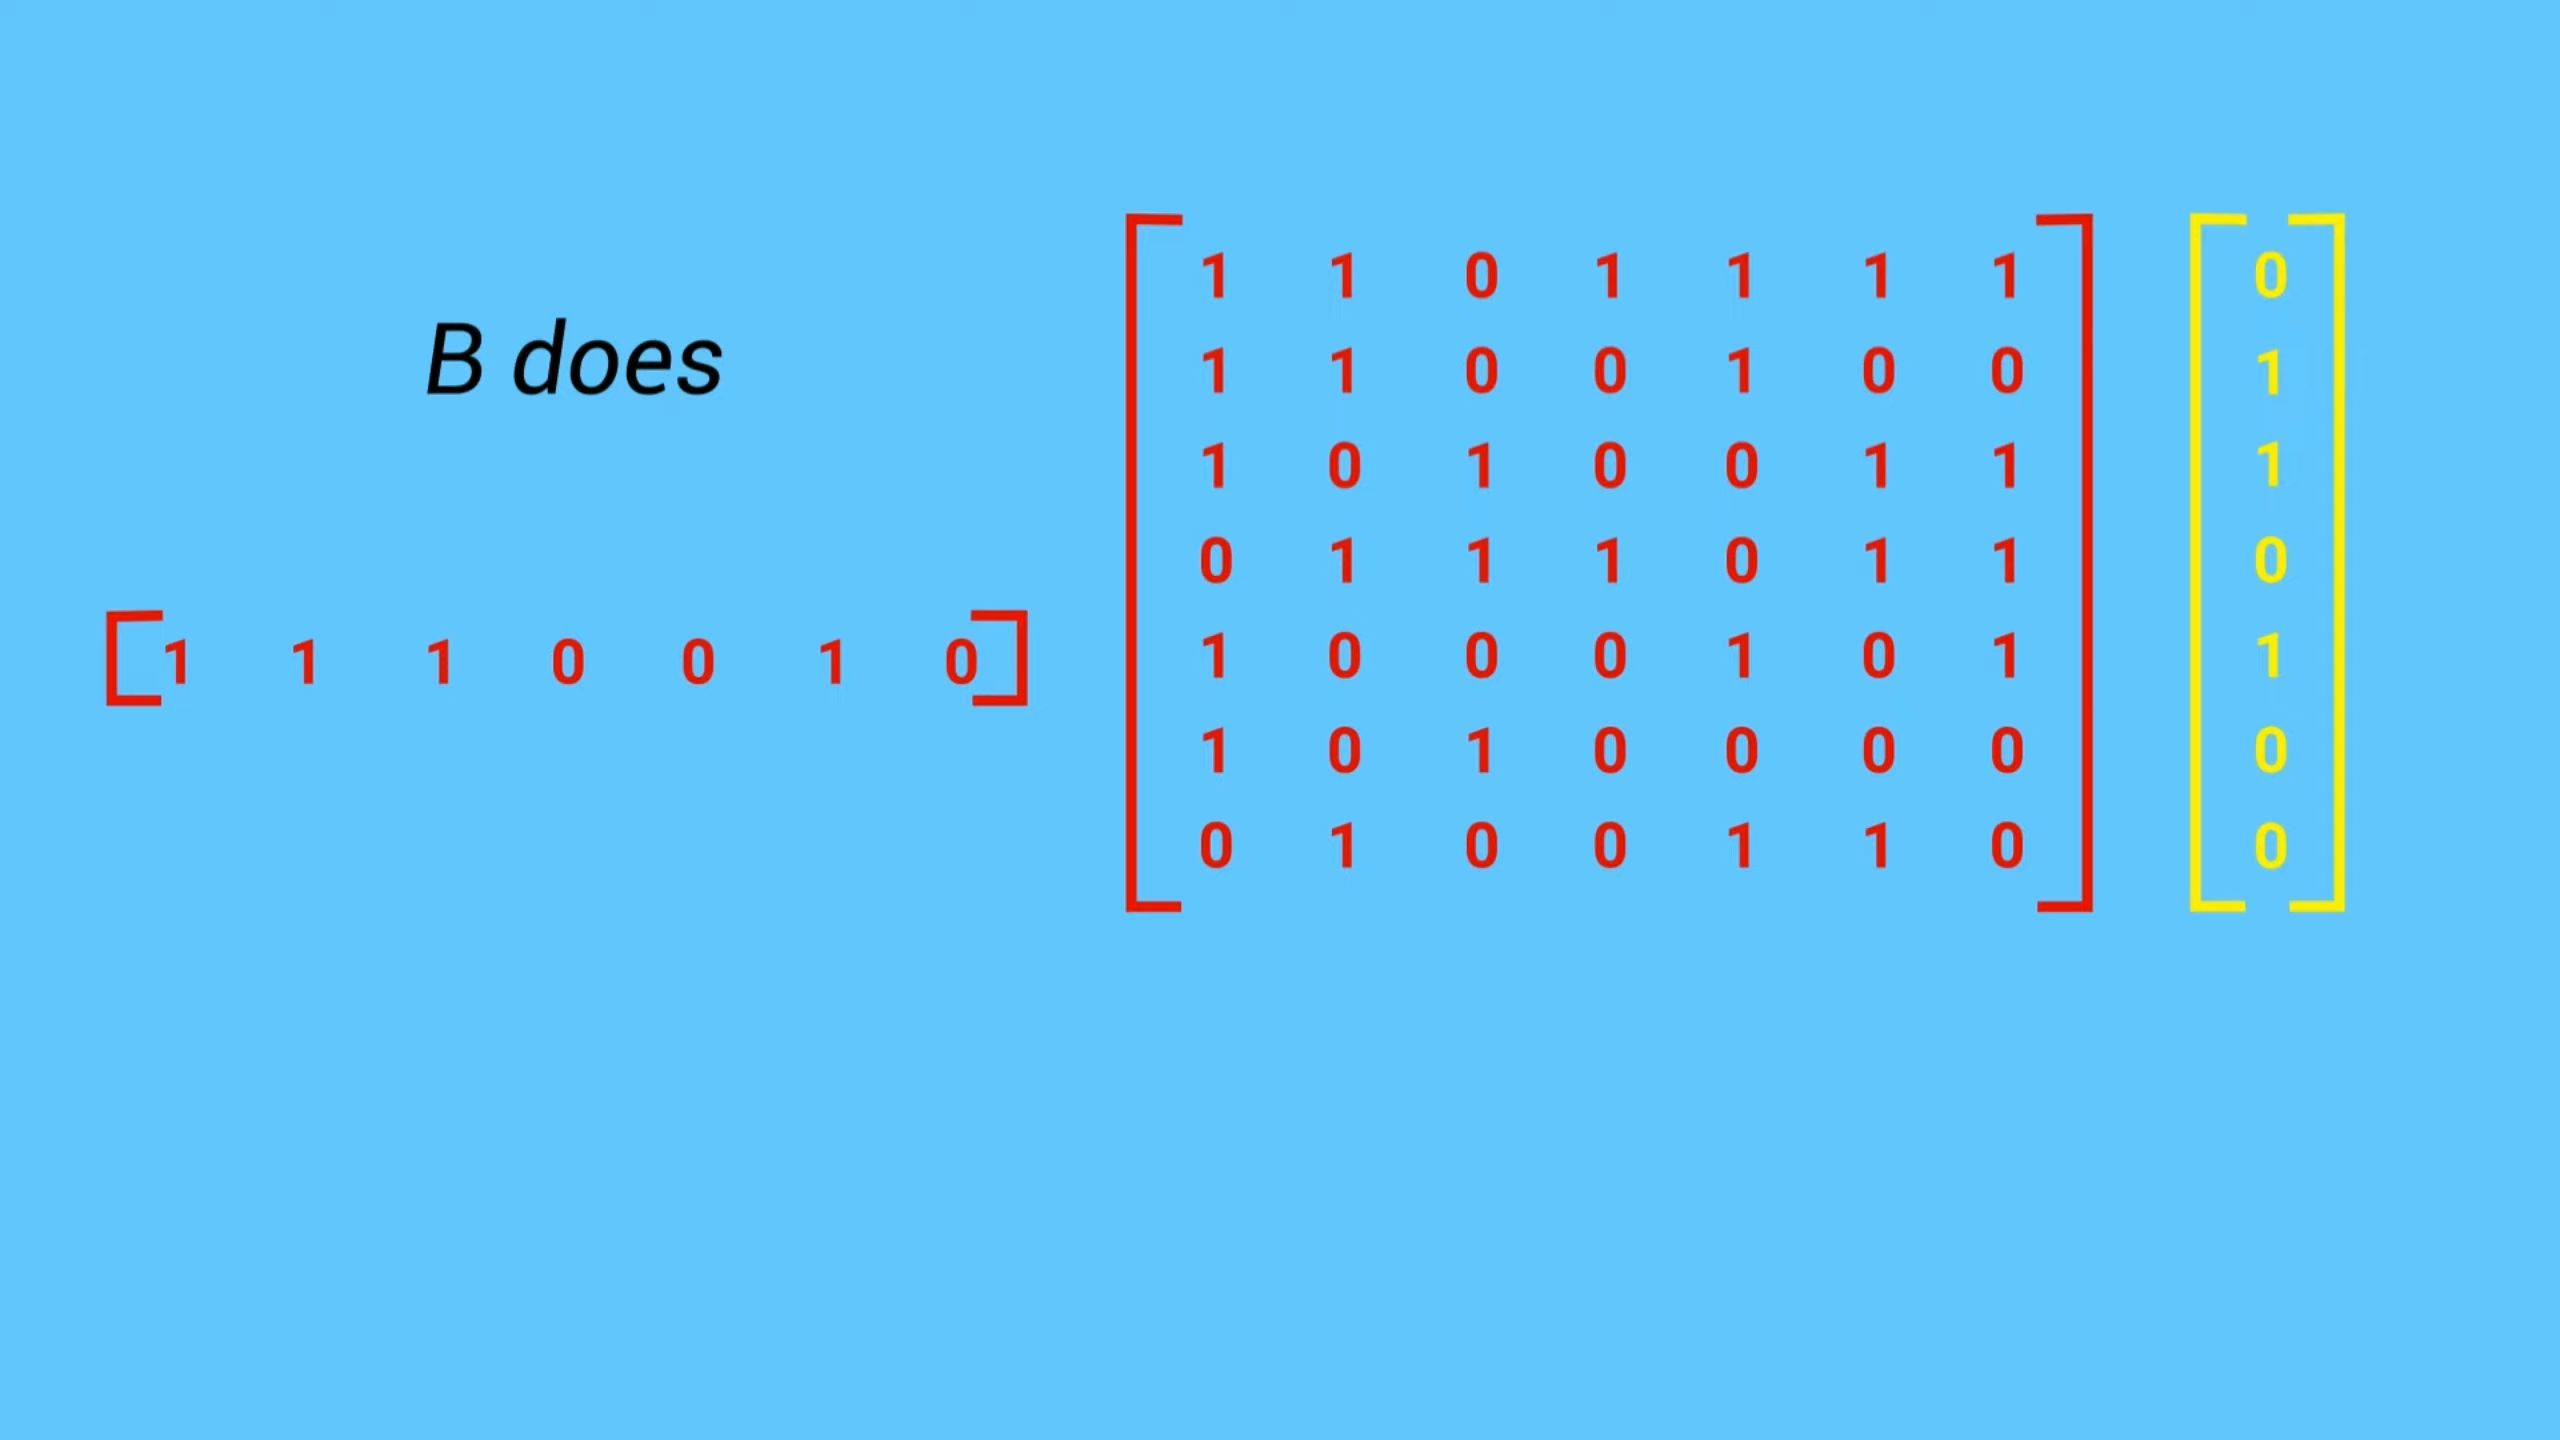 B does
1 1 1 0 0 1 0
1 1 0 1 1 1 1
1 1 0 0 1 0 0
1 0 1 0 0 1 1
0 1 1 1 0 1 1
1 0 0 0 1 0 1
1 0 1 0 0 0 0
0 1 0 0 1 1 0
0
1
1
0
1
0
0